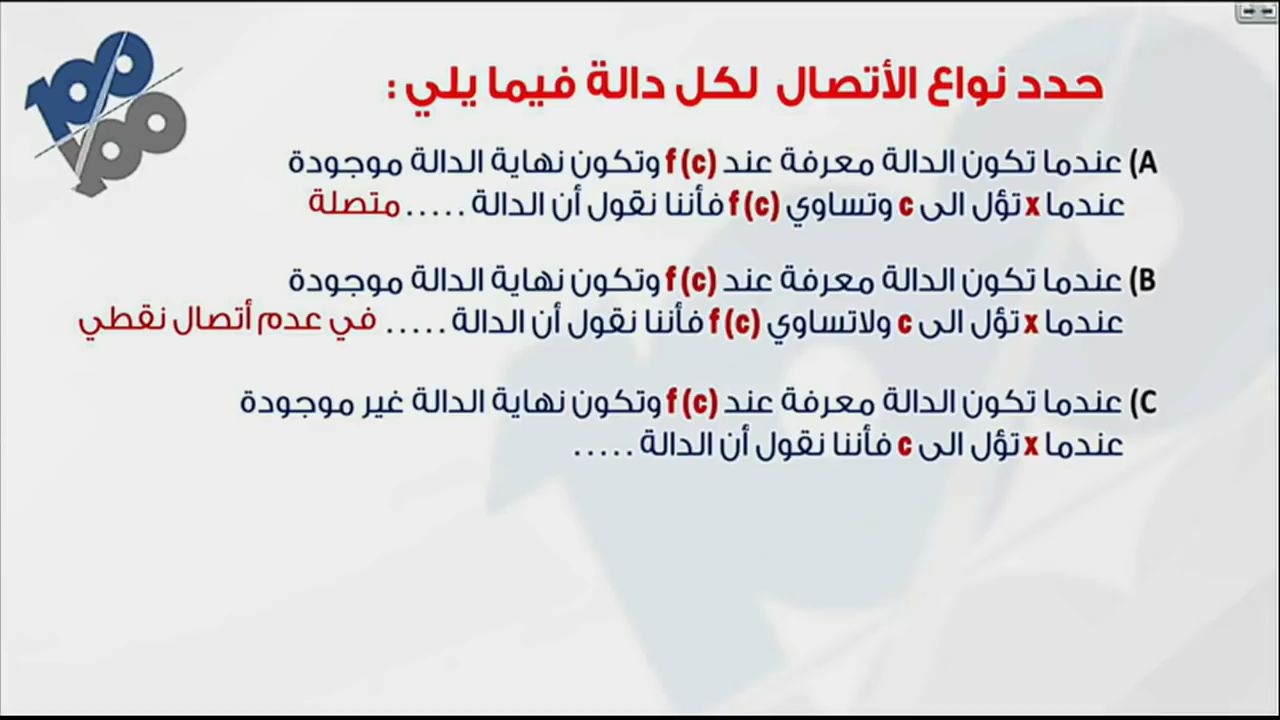 100
100
حدد نواع الأتصال لكل دالة فيما يلي :
A) عندما تكون الدالة معرفة عند f (c) وتكون نهاية الدالة موجودة
عندما x تؤل الى c وتساوي f (c) فأننا نقول أن الدالة ..... متصلة
B) عندما تكون الدالة معرفة عند f (c) وتكون نهاية الدالة موجودة
عندما x تؤل الى c ولاتساوي f (c) فأننا نقول أن الدالة ..... في عدم أتصال نقطي
C) عندما تكون الدالة معرفة عند f (c) وتكون نهاية الدالة غير موجودة
عندما x تؤل الى c فأننا نقول أن الدالة .....